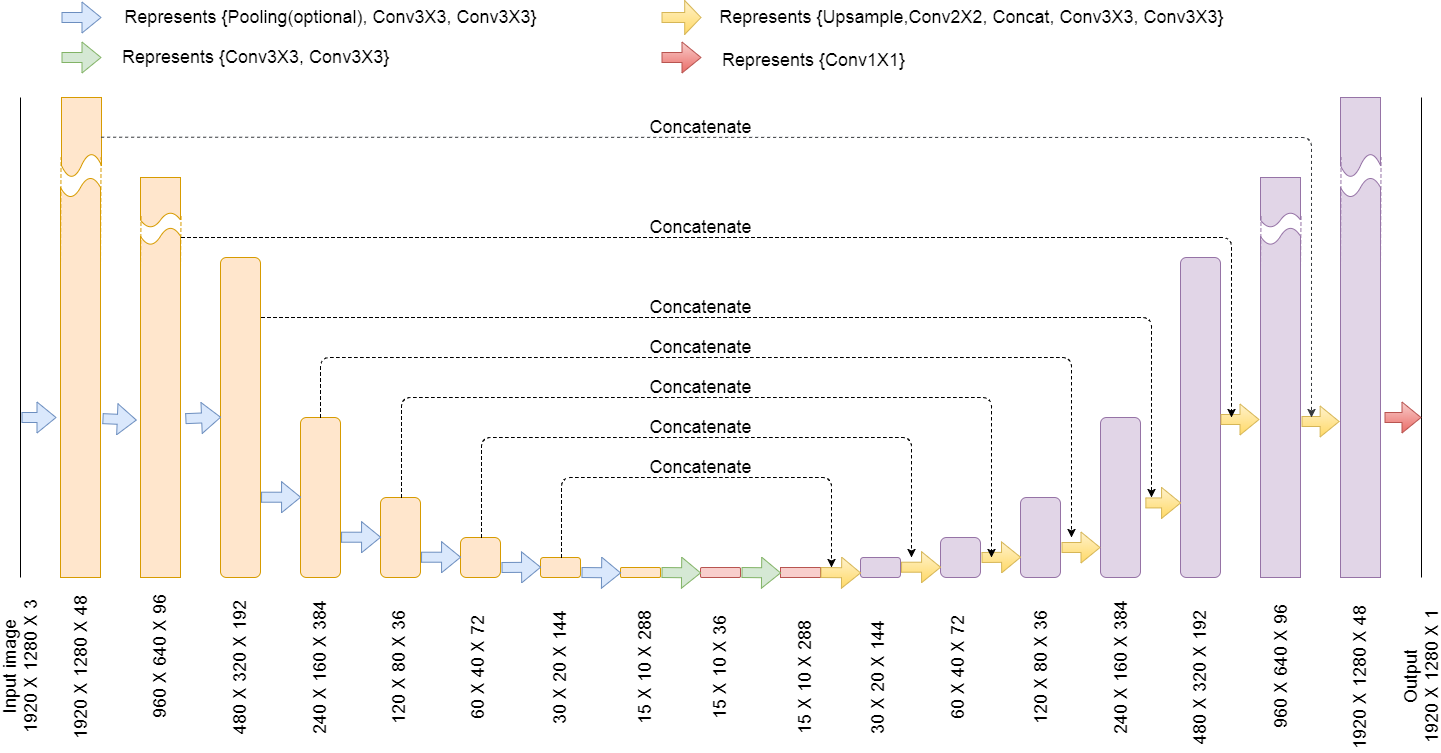 Represents {Pooling(optional), Conv3X3, Conv3X3}
Represents {Upsample,Conv2X2, Concat, Conv3X3, Conv3X3}
Represents {Conv3X3, Conv3X3}
Represents {Conv1X1}
Concatenate
Concatenate
Concatenate
Concatenate
Concatenate
Concatenate
Concatenate
Input image
1920 X 1280 X 3
1920 X 1280 X 48
960 X 640 X 96
480 X 320 X 192
240 X 160 X 384
120 X 80 X 36
60 X 40 X 72
30 X 20 X 144
15 X 10 X 288
15 X 10 X 36
15 X 10 X 288
30 X 20 X 144
60 X 40 X 72
120 X 80 X 36
240 X 160 X 384
480 X 320 X 192
960 X 640 X 96
1920 X 1280 X 48
Output
1920 X 1280 X 1